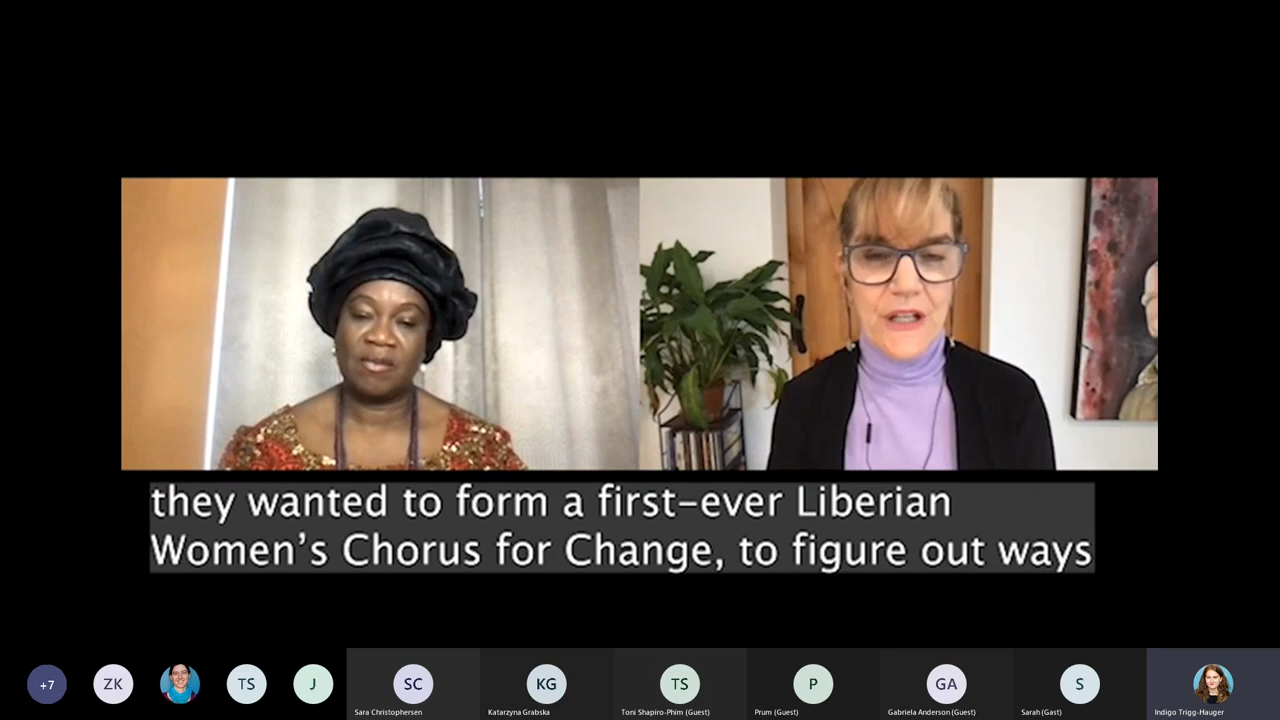 they wanted to form a first-ever Liberian
Women's Chorus for Change, to figure out ways
+7
ZK
TS
J
SC
KG
TS
P
GA
S
Sara Christophersen
Katarzyna Grabska
Toni Shapiro-Phim (Guest)
Prum (Guest)
Gabriela Anderson (Guest)
Sarah (Gast)
Indigo Trigg-Hauger